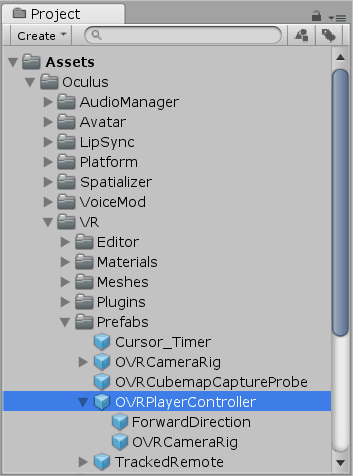 Project
Create
Assets
Oculus
AudioManager
Avatar
LipSync
Platform
Spatializer
VoiceMod
VR
Editor
Materials
Meshes
Plugins
Prefabs
Cursor_Timer
OVRCameraRig
OVRCubemapCaptureProbe
OVRPlayerController
ForwardDirection
OVRCameraRig
TrackedRemote